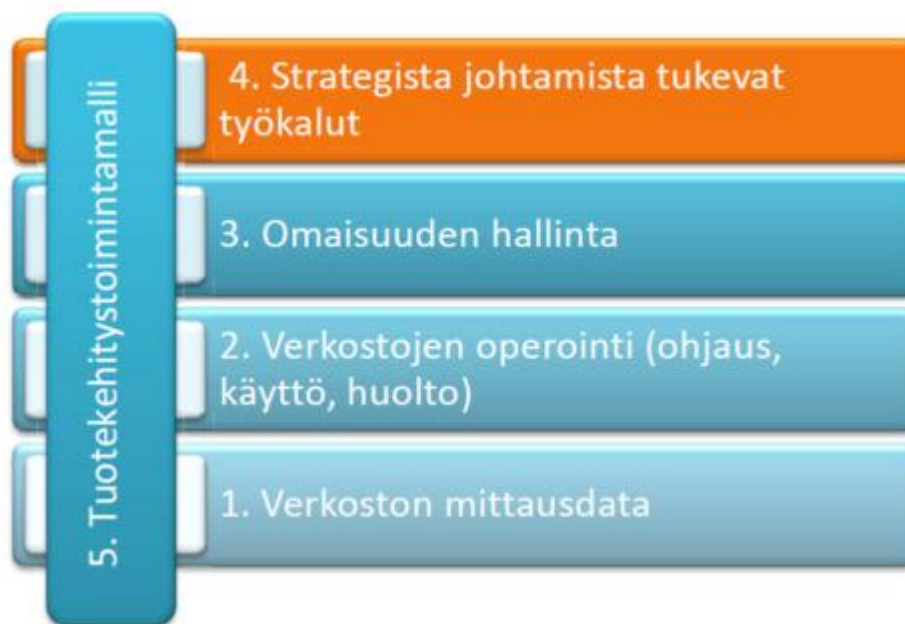 4. Strategista johtamista tukevat
työkalut
3. Omaisuuden hallinta
2. Verkostojen operointi (ohjaus,
käyttö, huolto)
1. Verkoston mittausdata
5. Tuotekehitystoimintamalli